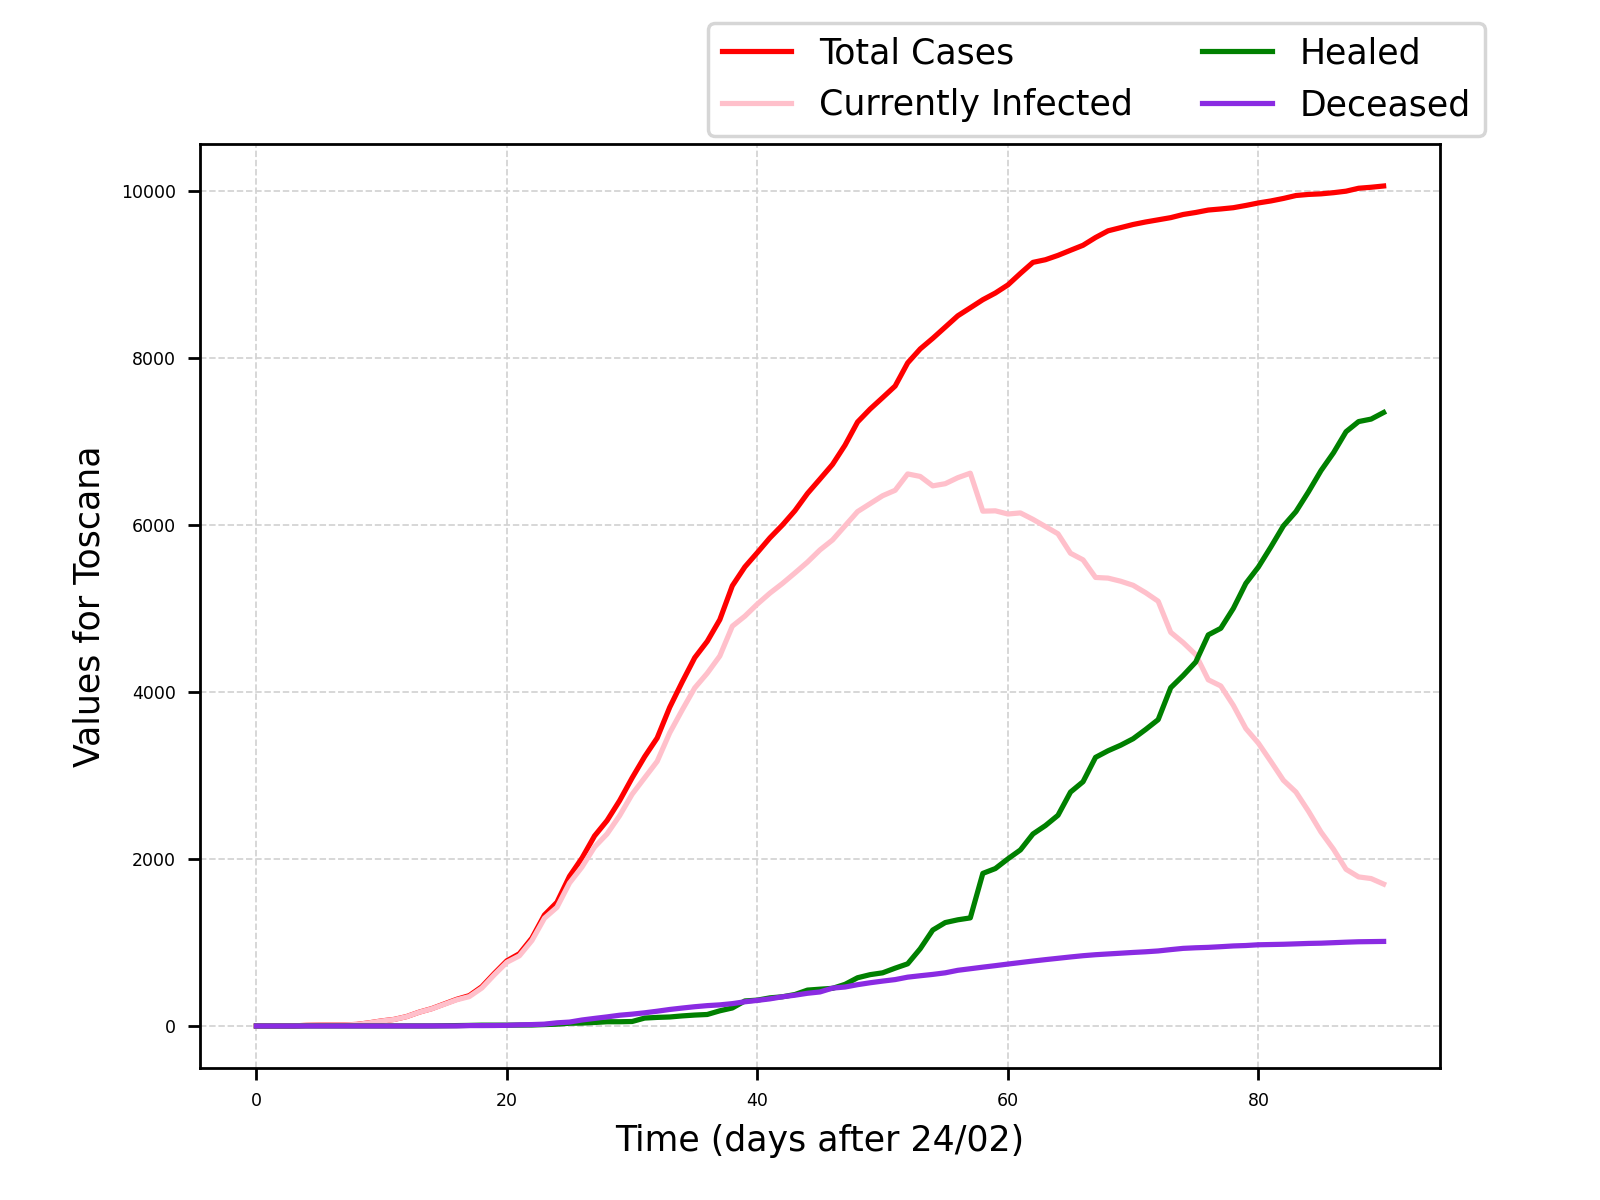 Total Cases
Currently Infected
Healed
Deceased
Values for Toscana
10000
8000
6000
4000
2000
0
0 20 40 60 80
Time (days after 24/02)